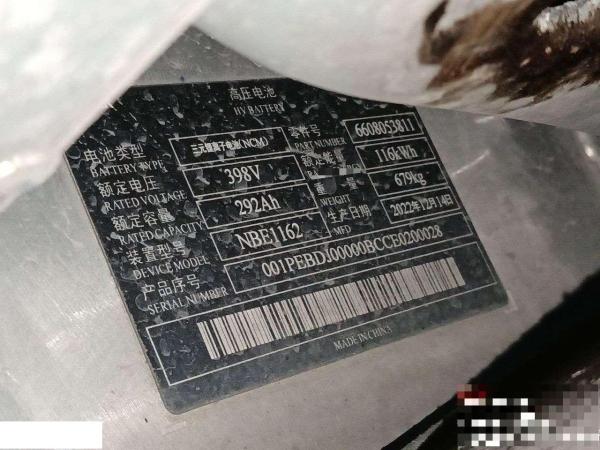 高压电池
HV BATTERY
电池类型 三元锂离子电池(NCM) 零件号 6608053811
BATTERY TYPE PART NUMBER
额定电压 398V 额定能量 116kWh
RATED VOLTAGE
额定容量 292Ah 重量 679kg
RATED CAPACITY WEIGHT
装置型号 NBE1162 生产日期 2022年12月14日
DEVICE MODEL MFD
产品序号 001PEBDJ00000BCCE0200028
SERIAL NUMBER
MADE IN CHINA